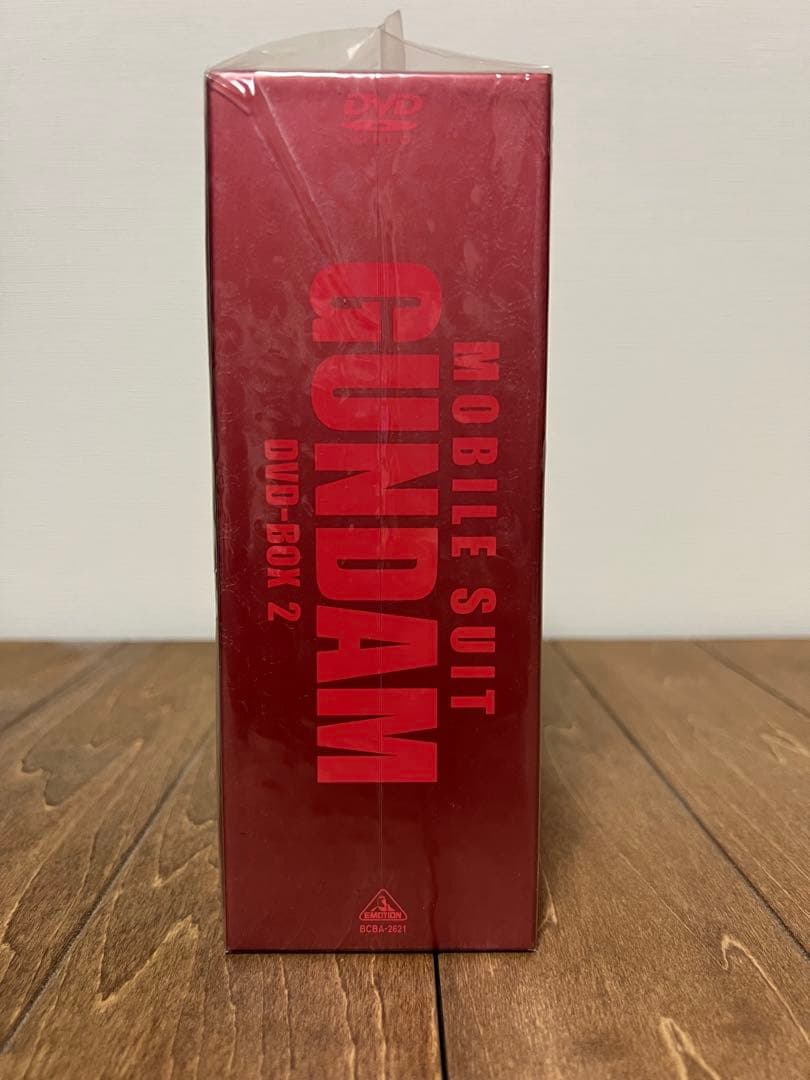 DVD
MOBILE SUIT
GUNDAM
DVD-BOX 2
EMOTION
BCBA-2621